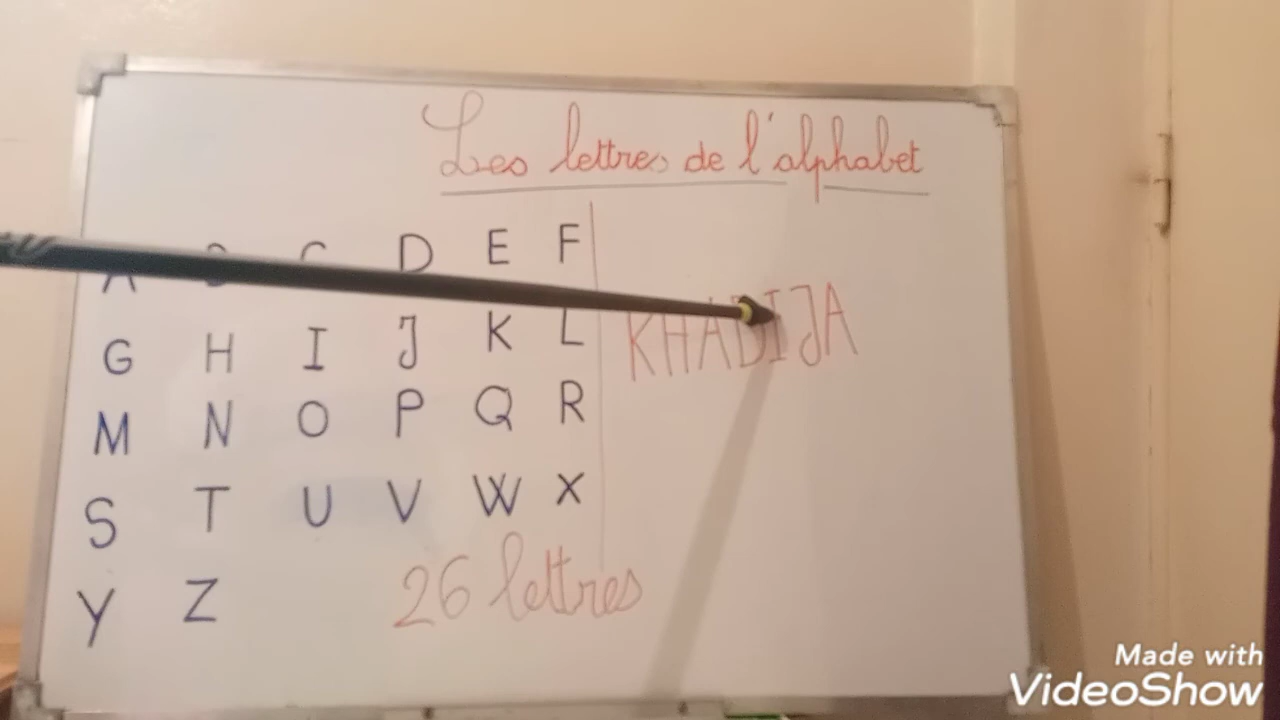 Les lettres de l'alphabet
A B C D E F
G H I J K L
M N O P Q R
S T U V W X
Y Z
26 lettres
KHADIJA
Made with
VideoShow